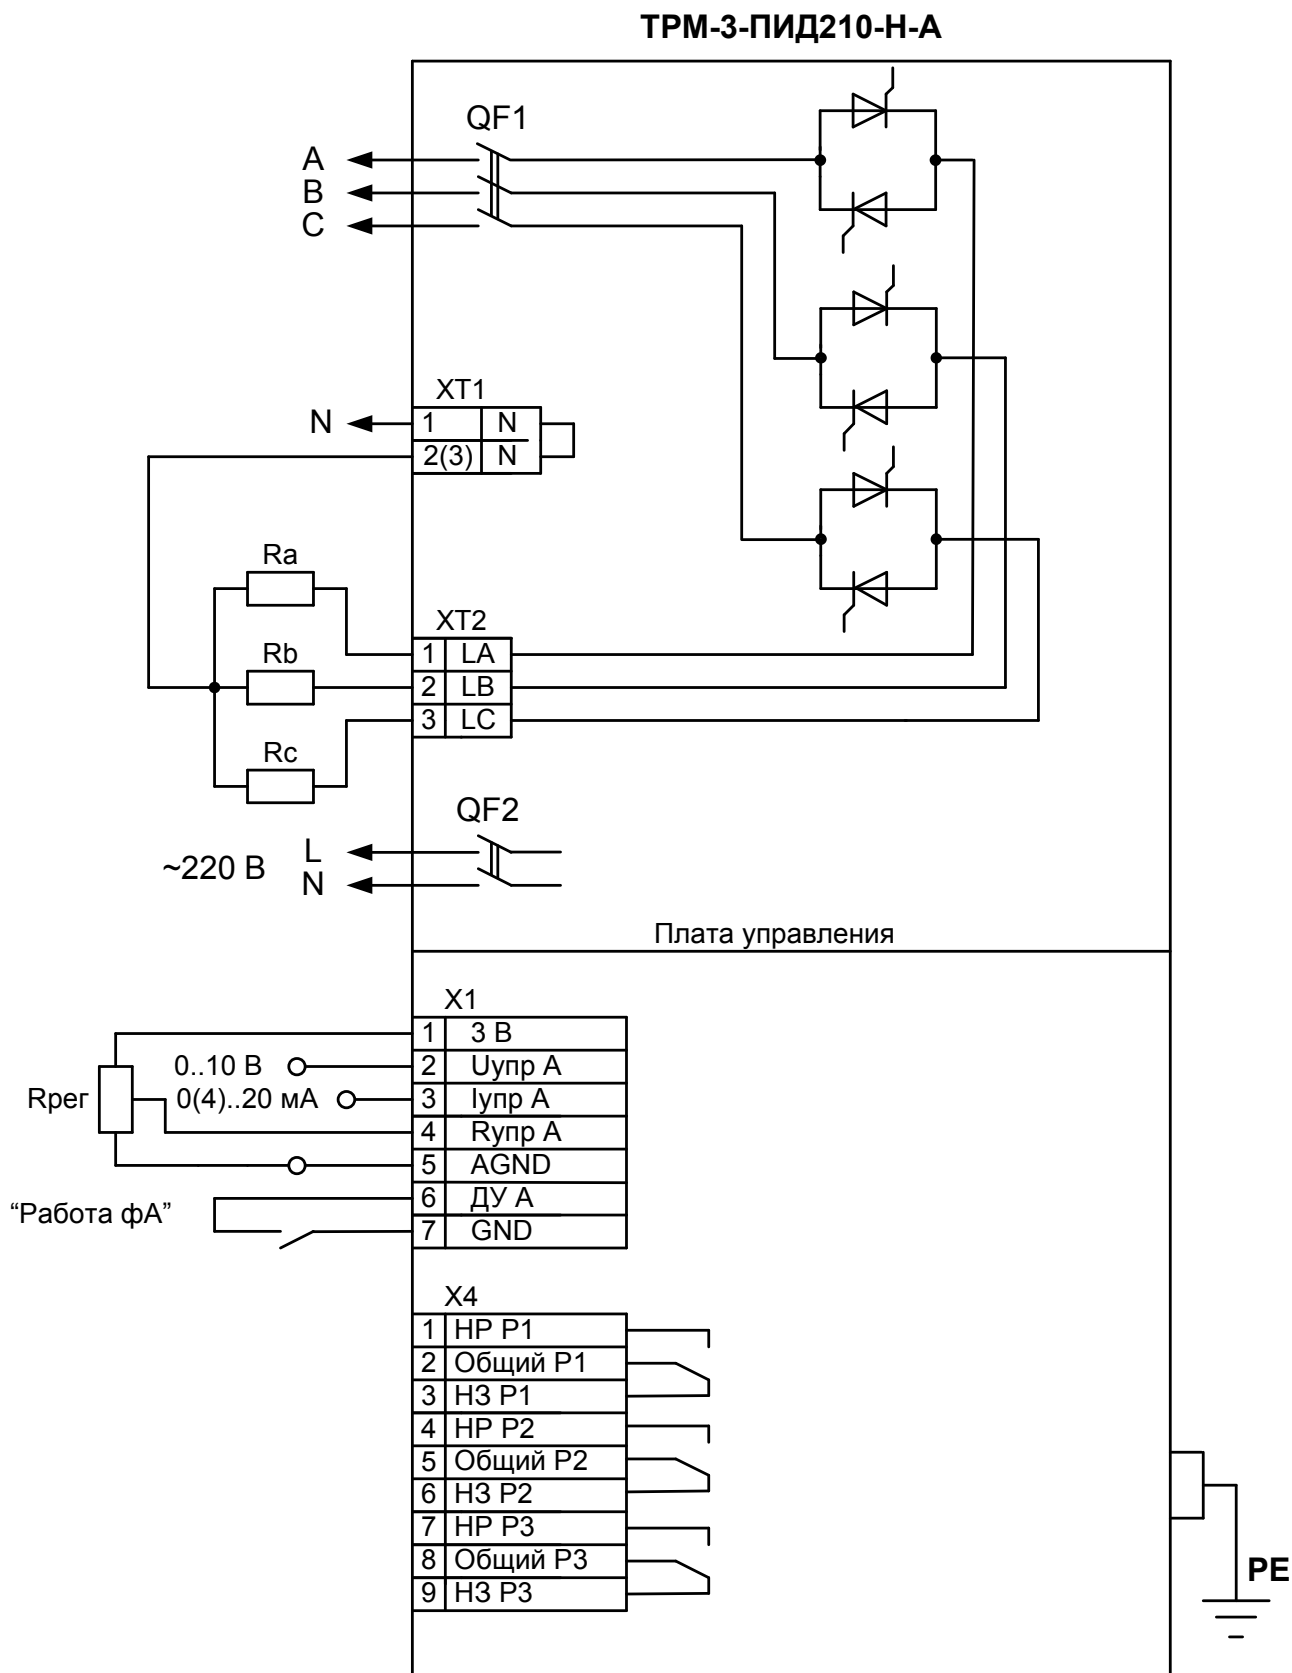 ТРМ-3-ПИД210-Н-А
QF1
A
B
C
XT1
N
1 N
2(3) N
Ra
XT2
Rb
1 LA
2 LB
3 LC
Rc
QF2
~220 В
L
N
Плата управления
X1
1 3 В
0..10 В 2 Uупр А
Rрег 0(4)..20 мА 3 Iупр А
4 Rупр А
5 AGND
“Работа фА” 6 ДУ А
7 GND
X4
1 НР Р1
2 Общий Р1
3 НЗ Р1
4 НР Р2
5 Общий Р2
6 НЗ Р2
7 НР Р3
8 Общий Р3
9 НЗ Р3
PE